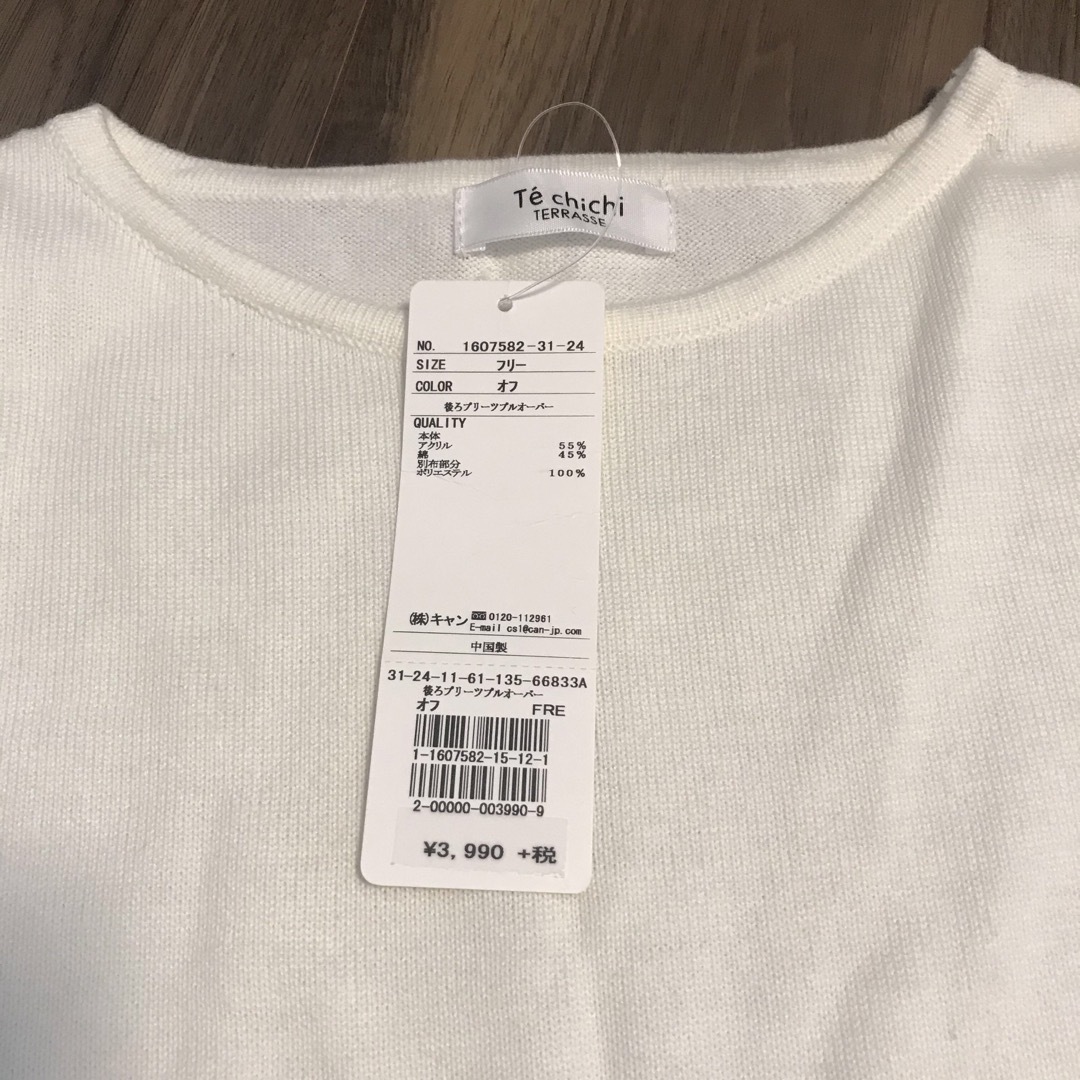 Té chichi
TERRASSE
NO. 1607582-31-24
SIZE フリー
COLOR オフ
後ろプリーツプルオーバー
QUALITY
本体
アクリル 55%
綿 45%
別布部分
ポリエステル 100%
(株)キャン 0120-112961
E-mail cs1@can-jp.com
中国製
31-24-11-61-135-66833A
後ろプリーツプルオーバー
オフ FRE
1-1607582-15-12-1
2-00000-003990-9
¥3,990 +税